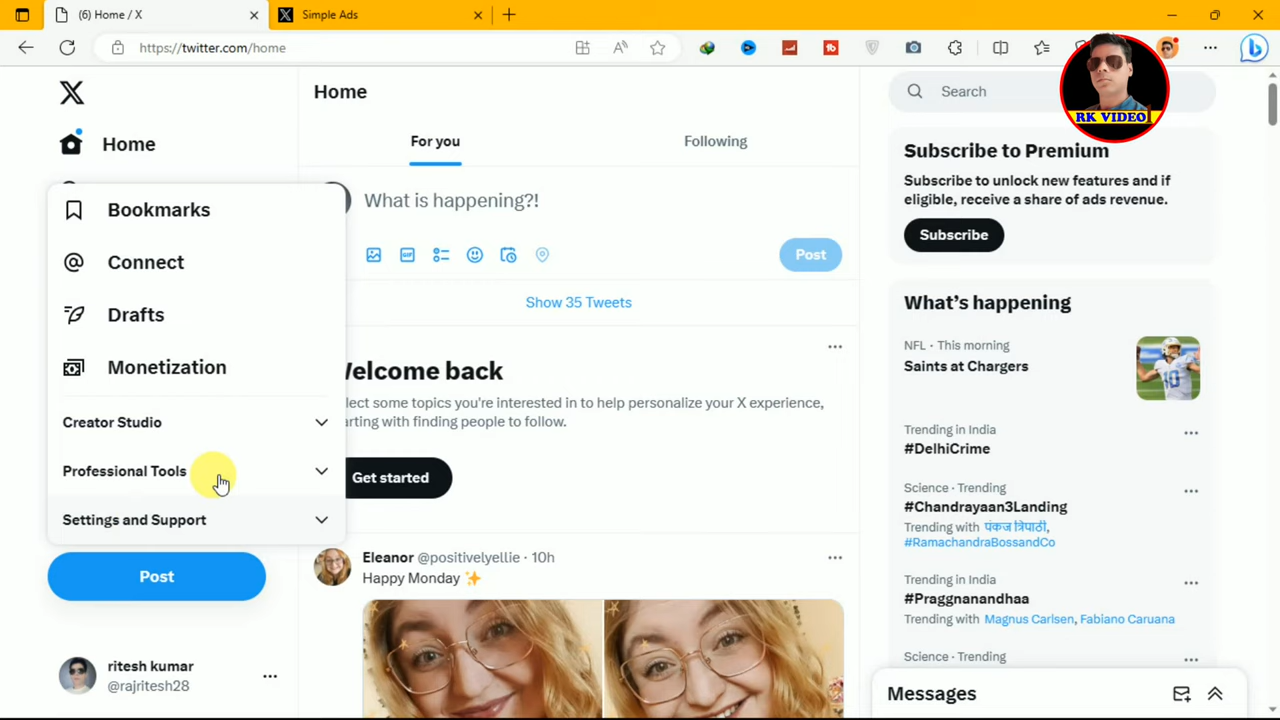 (6) Home / X
Simple Ads
https://twitter.com/home
RK VIDEO1
Home
Bookmarks
Connect
Drafts
Monetization
Creator Studio
Professional Tools
Settings and Support
Post
ritesh kumar
@rajritesh28
Home
For you
Following
What is happening?!
GIF
Post
Show 35 Tweets
elcome back
lect some topics you're interested in to help personalize your X experience,
arting with finding people to follow.
Get started
Eleanor @positivelyellie · 10h
Happy Monday ✨
Search
Subscribe to Premium
Subscribe to unlock new features and if
eligible, receive a share of ads revenue.
Subscribe
What's happening
NFL · This morning
Saints at Chargers
Trending in India
#DelhiCrime
Science · Trending
#Chandrayaan3Landing
Trending with पंकज त्रिपाठी,
#RamachandraBossandCo
Trending in India
#Praggnanandhaa
Trending with Magnus Carlsen, Fabiano Caruana
Science · Trending
Messages